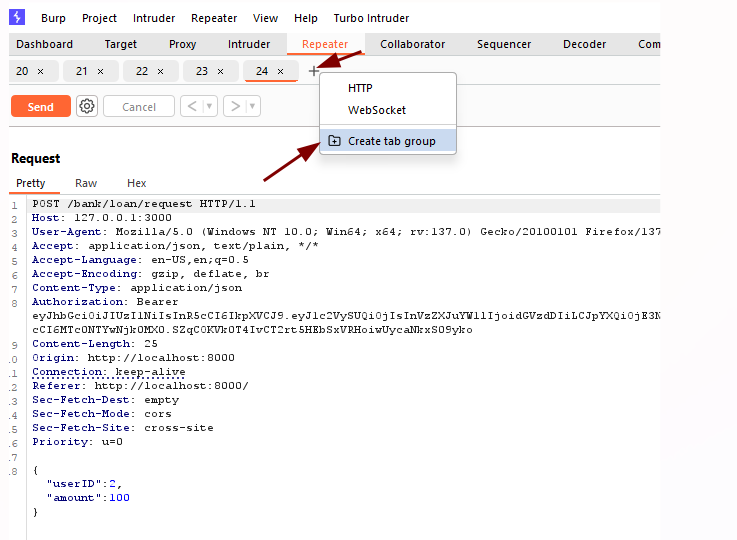 Burp Project Intruder Repeater View Help Turbo Intruder
Dashboard Target Proxy Intruder Repeater Collaborator Sequencer Decoder Com
20 × 21 × 22 × 23 × 24 × +
HTTP
WebSocket
Create tab group
Send Cancel < >
Request
Pretty Raw Hex
1 POST /bank/loan/request HTTP/1.1
2 Host: 127.0.0.1:3000
3 User-Agent: Mozilla/5.0 (Windows NT 10.0; Win64; x64; rv:137.0) Gecko/20100101 Firefox/137
4 Accept: application/json, text/plain, */*
5 Accept-Language: en-US,en;q=0.5
6 Accept-Encoding: gzip, deflate, br
7 Content-Type: application/json
8 Authorization: Bearer
eyJhbGciOiJIUzI1NiIsInR5cCI6IkpXVCJ9.eyJ1c2VySUQiOjIsInVzZXJuYW1lIjoidGVzdDIiLCJpYXQiOjE3N
cCI6MTc0NTYwNjk0MX0.SZqCOKVk0T4IvCT2rt5HEbSxVRHoiwUycaNkxS09yko
9 Content-Length: 25
.0 Origin: http://localhost:8000
.1 Connection: keep-alive
.2 Referer: http://localhost:8000/
.3 Sec-Fetch-Dest: empty
.4 Sec-Fetch-Mode: cors
.5 Sec-Fetch-Site: cross-site
.6 Priority: u=0
.7
.8 {
"userID":2,
"amount":100
}